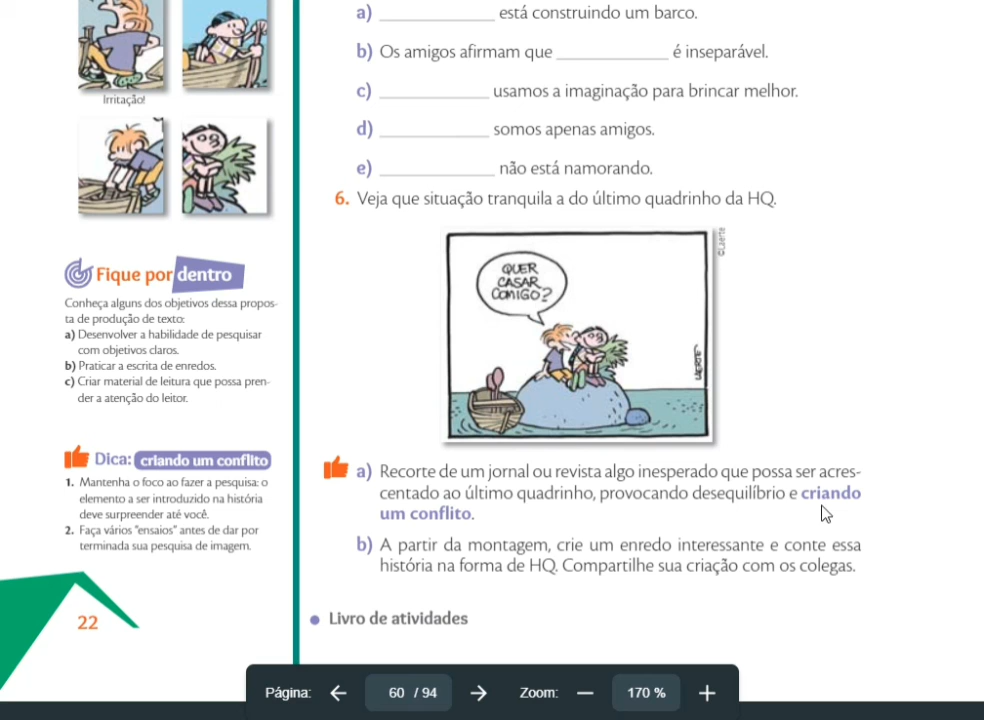 Irritação!
Fique por dentro
Conheça alguns dos objetivos dessa propos-
ta de produção de texto:
a) Desenvolver a habilidade de pesquisar
com objetivos claros.
b) Praticar a escrita de enredos.
c) Criar material de leitura que possa pren-
der a atenção do leitor.
Dica: criando um conflito
1. Mantenha o foco ao fazer a pesquisa: o
elemento a ser introduzido na história
deve surpreender até você.
2. Faça vários "ensaios" antes de dar por
terminada sua pesquisa de imagem.
22
a) ____________ está construindo um barco.
b) Os amigos afirmam que ____________ é inseparável.
c) ____________ usamos a imaginação para brincar melhor.
d) ____________ somos apenas amigos.
e) ____________ não está namorando.
6. Veja que situação tranquila a do último quadrinho da HQ.
©Laerte
QUER
CASAR
COMIGO?
LAERTE
a) Recorte de um jornal ou revista algo inesperado que possa ser acres-
centado ao último quadrinho, provocando desequilíbrio e criando
um conflito.
b) A partir da montagem, crie um enredo interessante e conte essa
história na forma de HQ. Compartilhe sua criação com os colegas.
• Livro de atividades
Página: ← 60 / 94 → Zoom: — 170 % +